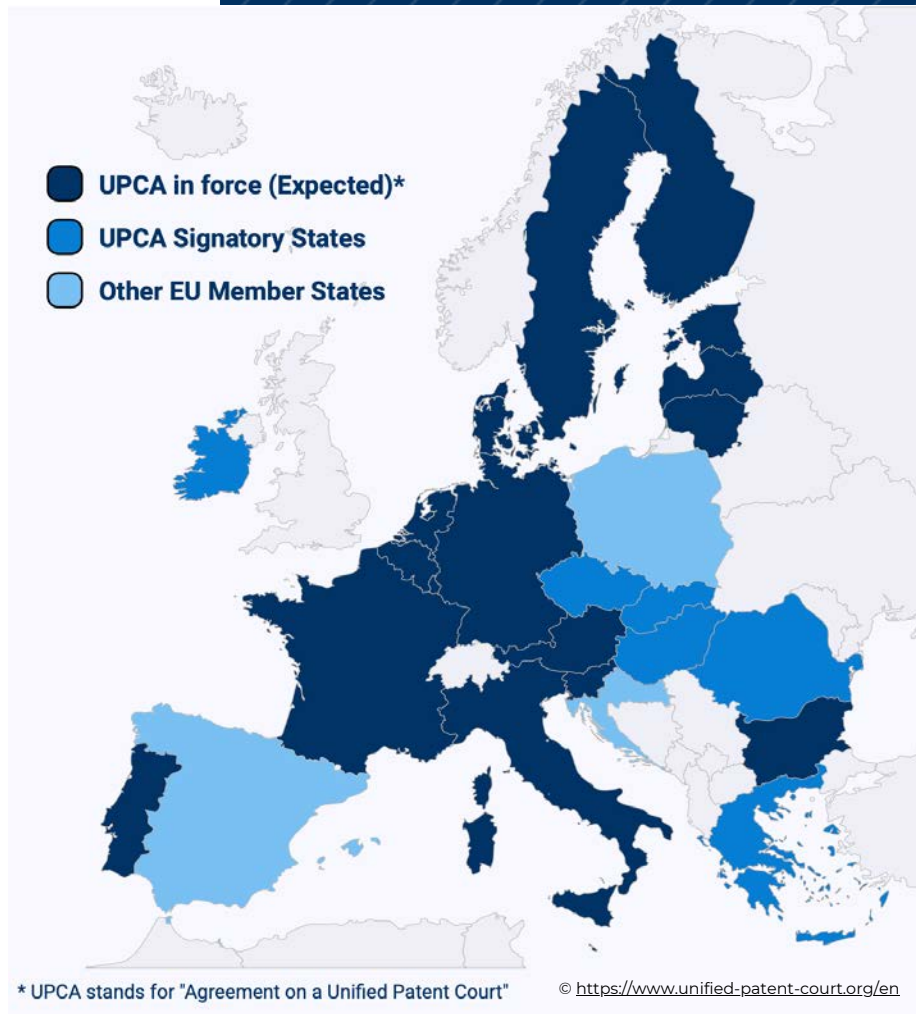 UPCA in force (Expected)*
UPCA Signatory States
Other EU Member States
* UPCA stands for "Agreement on a Unified Patent Court"
© https://www.unified-patent-court.org/en